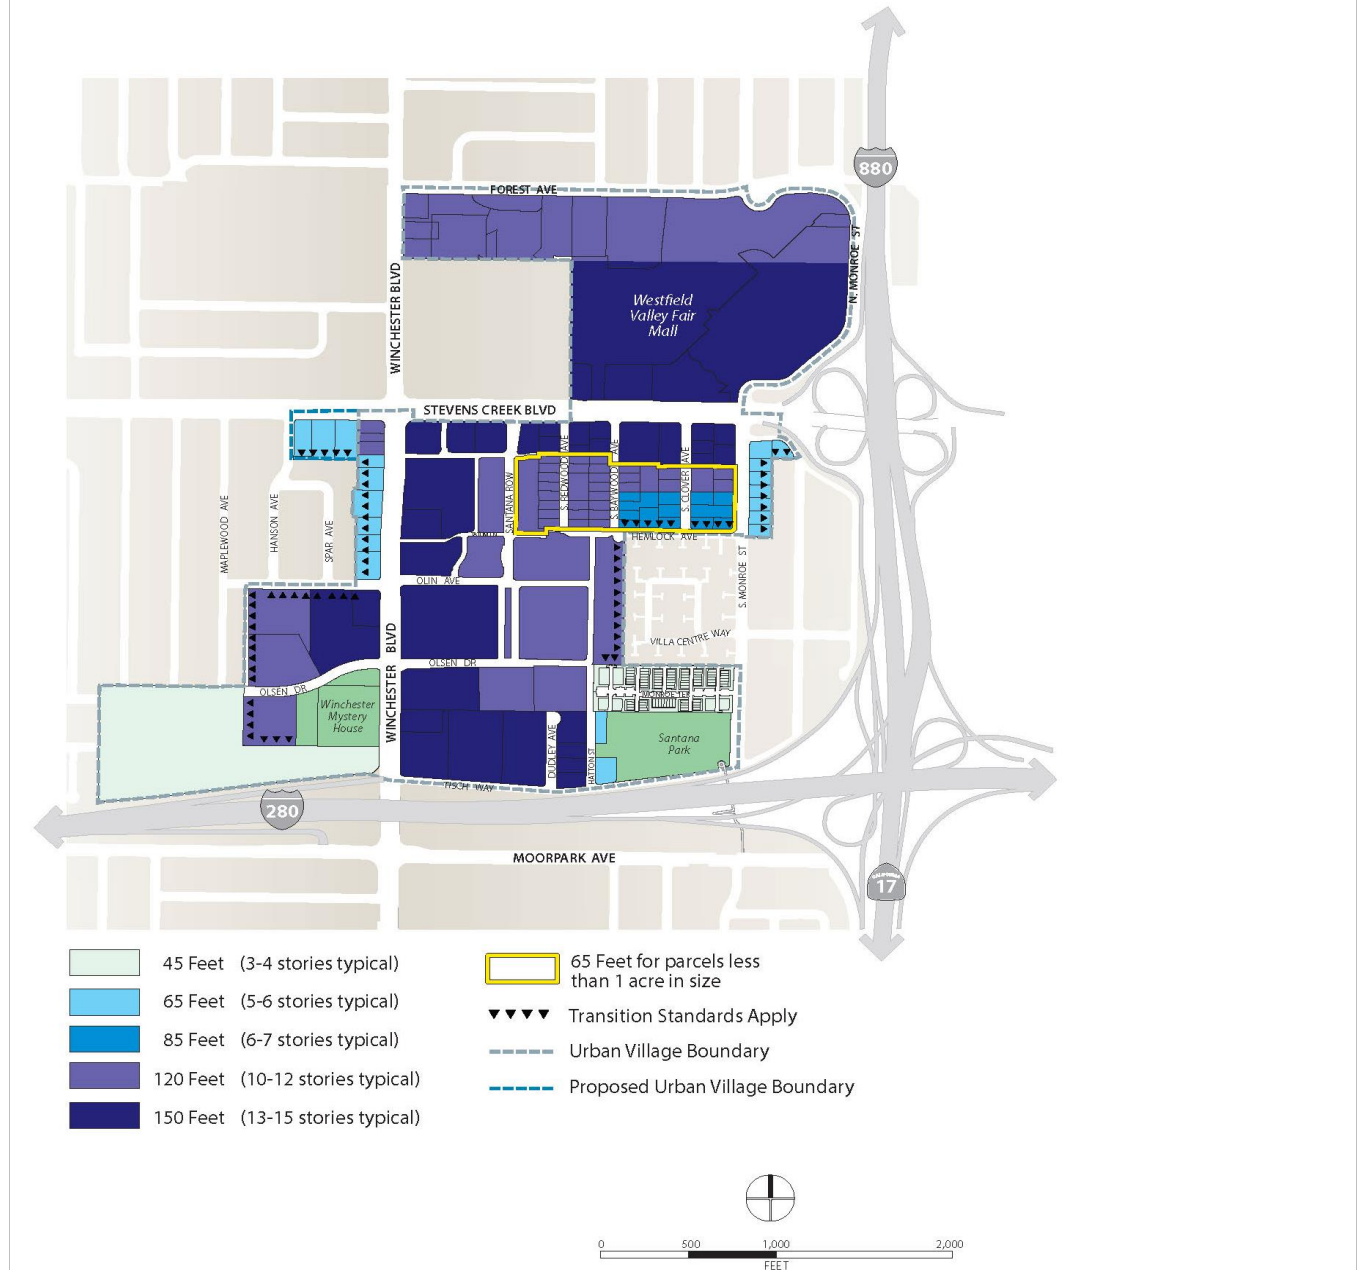 880
FOREST AVE
N. MONROE ST
WINCHESTER BLVD
Westfield
Valley Fair
Mall
STEVENS CREEK BLVD
MAPLEWOOD AVE
HANSON AVE
SPAR AVE
SANTANA ROW
S. REDWOOD AVE
S. BAYWOOD AVE
S. CLOVER AVE
HEMLOCK AVE
OLIN AVE
S. MONROE ST
VILLA CENTRE WAY
WINCHESTER BLVD
OLSEN DR
OLSEN DR
MONROE TER
Winchester
Mystery
House
Santana
Park
DUDLEY AVE
HATTON ST
TISCH WAY
280
MOORPARK AVE
CALIFORNIA
17
45 Feet (3-4 stories typical)
65 Feet (5-6 stories typical)
85 Feet (6-7 stories typical)
120 Feet (10-12 stories typical)
150 Feet (13-15 stories typical)
65 Feet for parcels less
than 1 acre in size
Transition Standards Apply
Urban Village Boundary
Proposed Urban Village Boundary
0 500 1,000 2,000
FEET